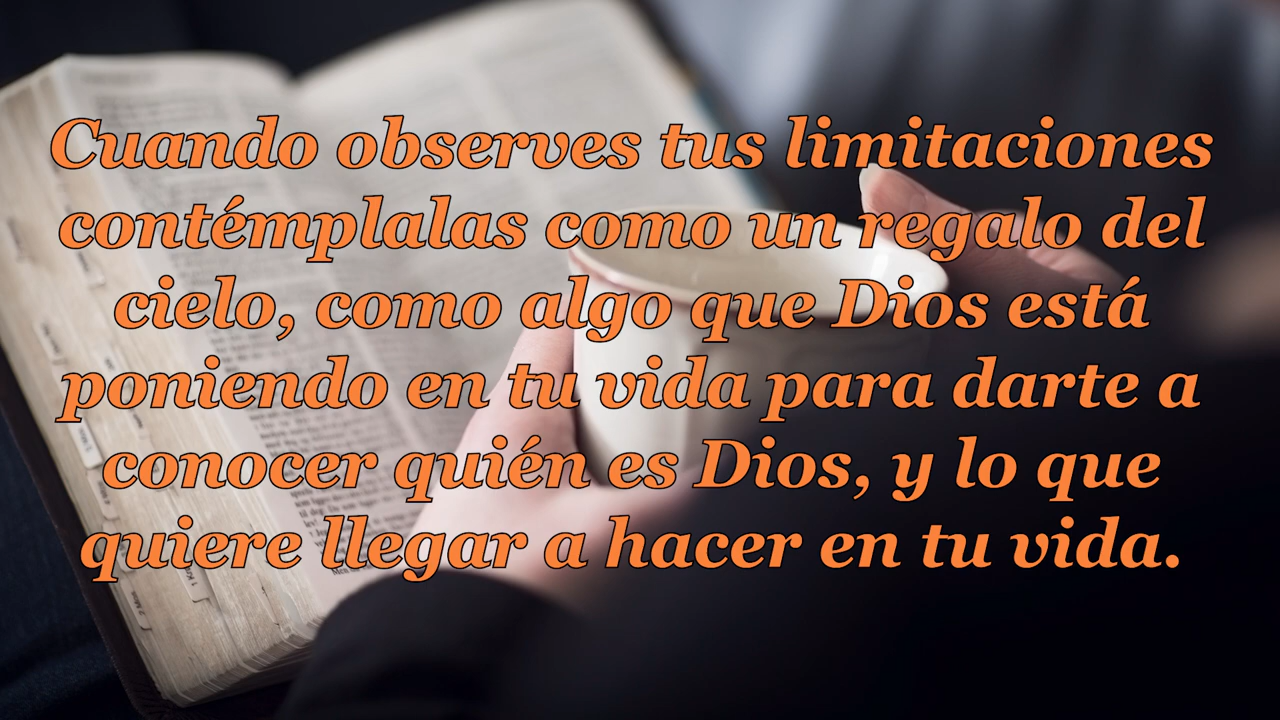 Cuando observes tus limitaciones
contémplalas como un regalo del
cielo, como algo que Dios está
poniendo en tu vida para darte a
conocer quién es Dios, y lo que
quiere llegar a hacer en tu vida.